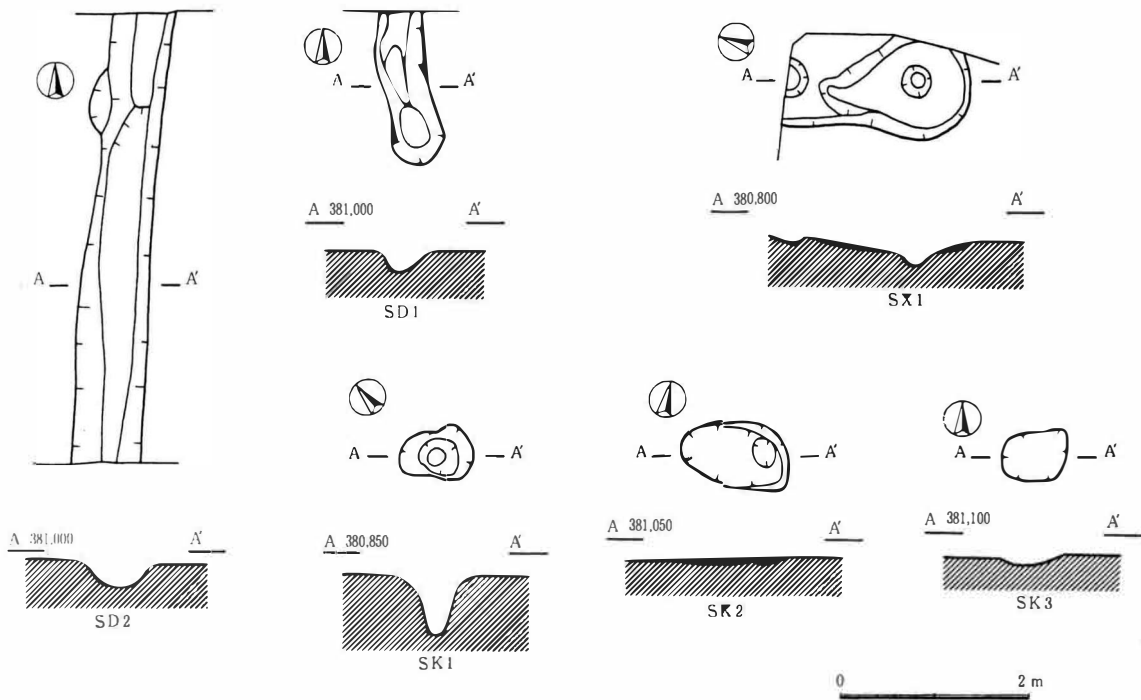 A A'
A A'
A A'
A 381,000 A'
SD1
A 380,800 A'
SX1
A A'
A A'
A A'
A A'
A 381,000 A'
SD2
A 380,850 A'
SK1
A 381,050 A'
SK2
A 381,100 A'
SK3
0 2 m